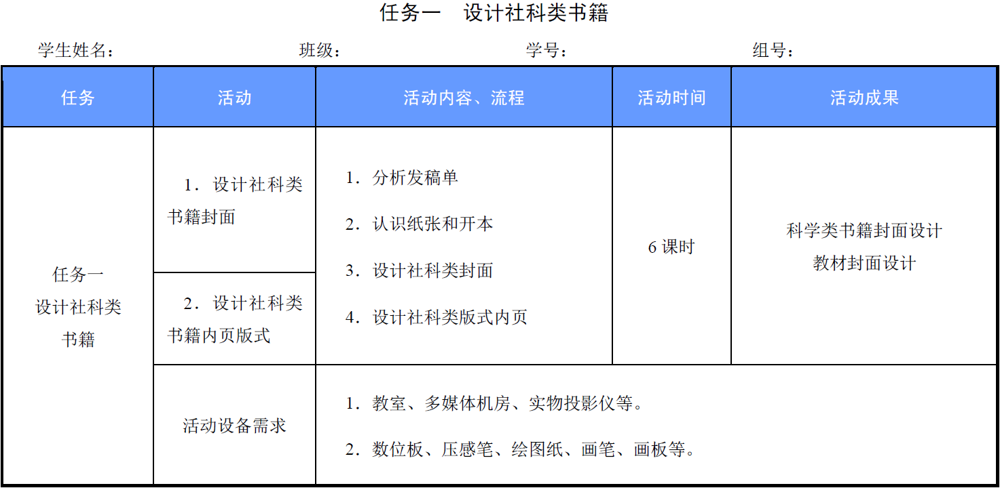 任务一　设计社科类书籍
学生姓名：　班级：　学号：　组号：
任务　活动　活动内容、流程　活动时间　活动成果
任务一
设计社科类
书籍
1．设计社科类
书籍封面
2．设计社科类
书籍内页版式
1．分析发稿单
2．认识纸张和开本
3．设计社科类封面
4．设计社科类版式内页
6 课时
科学类书籍封面设计
教材封面设计
活动设备需求
1．教室、多媒体机房、实物投影仪等。
2．数位板、压感笔、绘图纸、画笔、画板等。